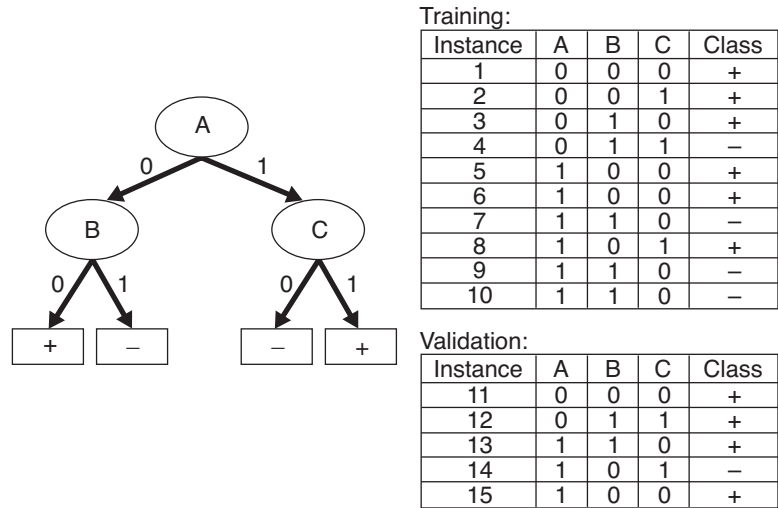 A
0 1
B C
0 1 0 1
+ – – +
Training:
Instance A B C Class
1 0 0 0 +
2 0 0 1 +
3 0 1 0 +
4 0 1 1 –
5 1 0 0 +
6 1 0 0 +
7 1 1 0 –
8 1 0 1 +
9 1 1 0 –
10 1 1 0 –
Validation:
Instance A B C Class
11 0 0 0 +
12 0 1 1 +
13 1 1 0 +
14 1 0 1 –
15 1 0 0 +